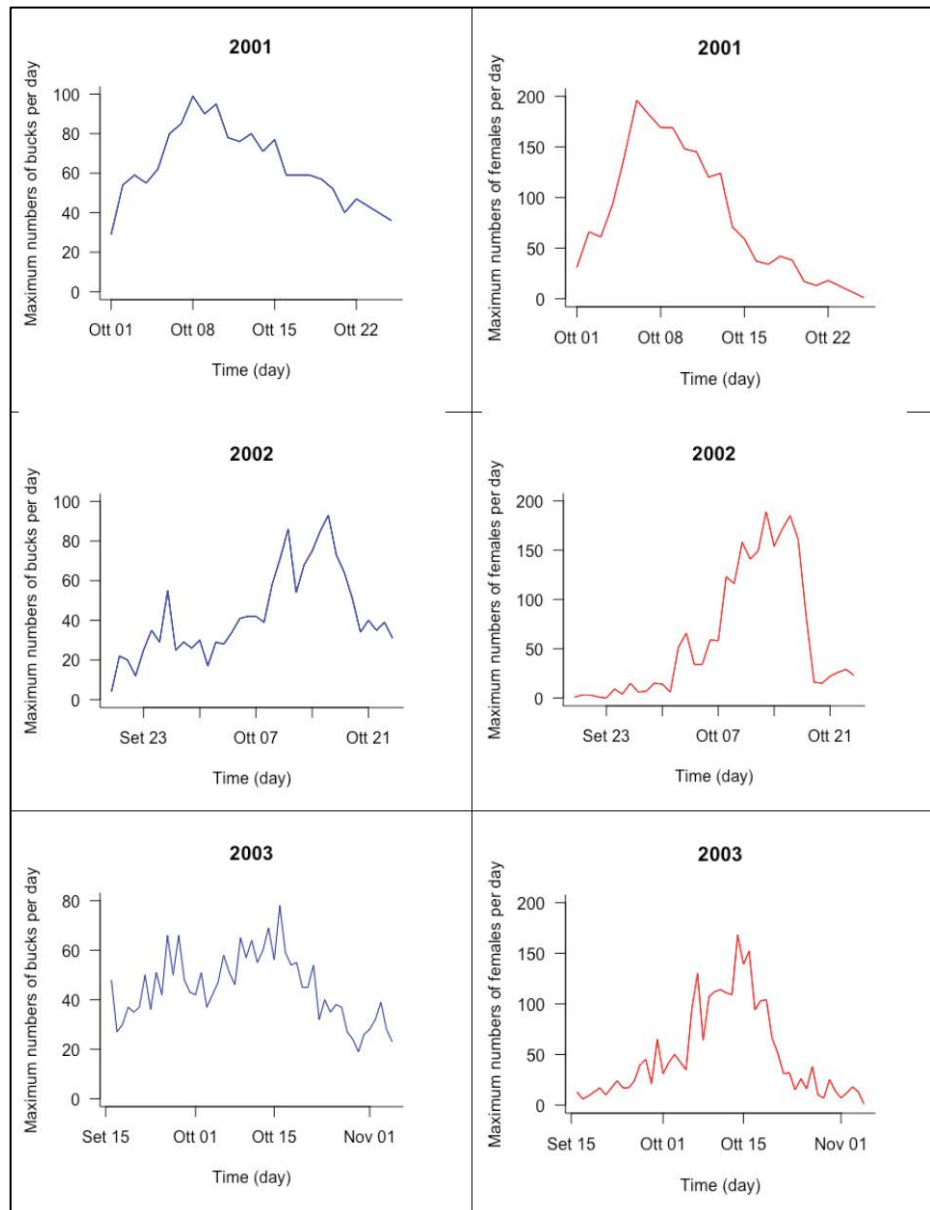 2001
Maximum numbers of bucks per day
100
80
60
40
20
0
Ott 01 Ott 08 Ott 15 Ott 22
Time (day)
2001
Maximum numbers of females per day
200
150
100
50
0
Ott 01 Ott 08 Ott 15 Ott 22
Time (day)
2002
Maximum numbers of bucks per day
100
80
60
40
20
0
Set 23 Ott 07 Ott 21
Time (day)
2002
Maximum numbers of females per day
200
150
100
50
0
Set 23 Ott 07 Ott 21
Time (day)
2003
Maximum numbers of bucks per day
80
60
40
20
0
Set 15 Ott 01 Ott 15 Nov 01
Time (day)
2003
Maximum numbers of females per day
200
150
100
50
0
Set 15 Ott 01 Ott 15 Nov 01
Time (day)